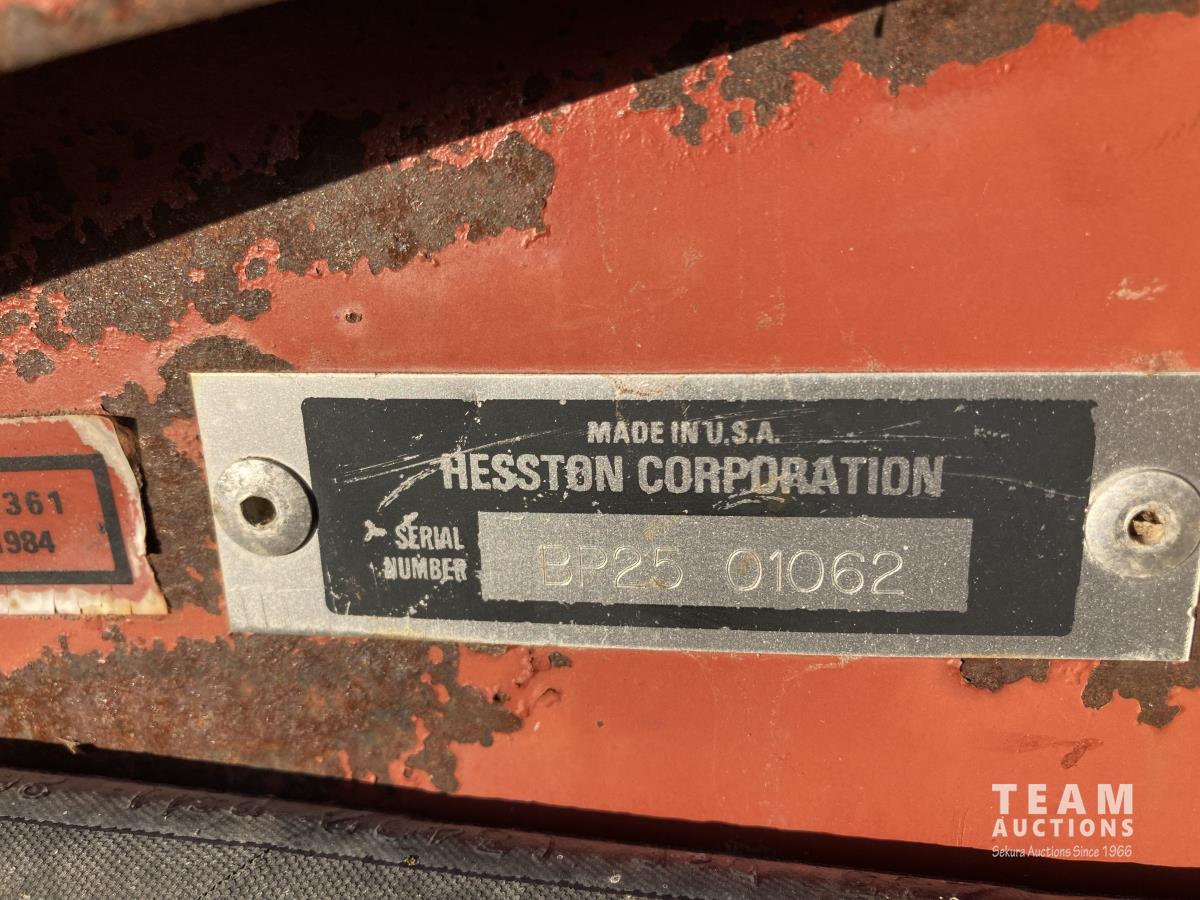 MADE IN U.S.A.
HESSTON CORPORATION
SERIAL
NUMBER
BP25 01062
361
1984
TEAM
AUCTIONS
Sekura Auctions Since 1966